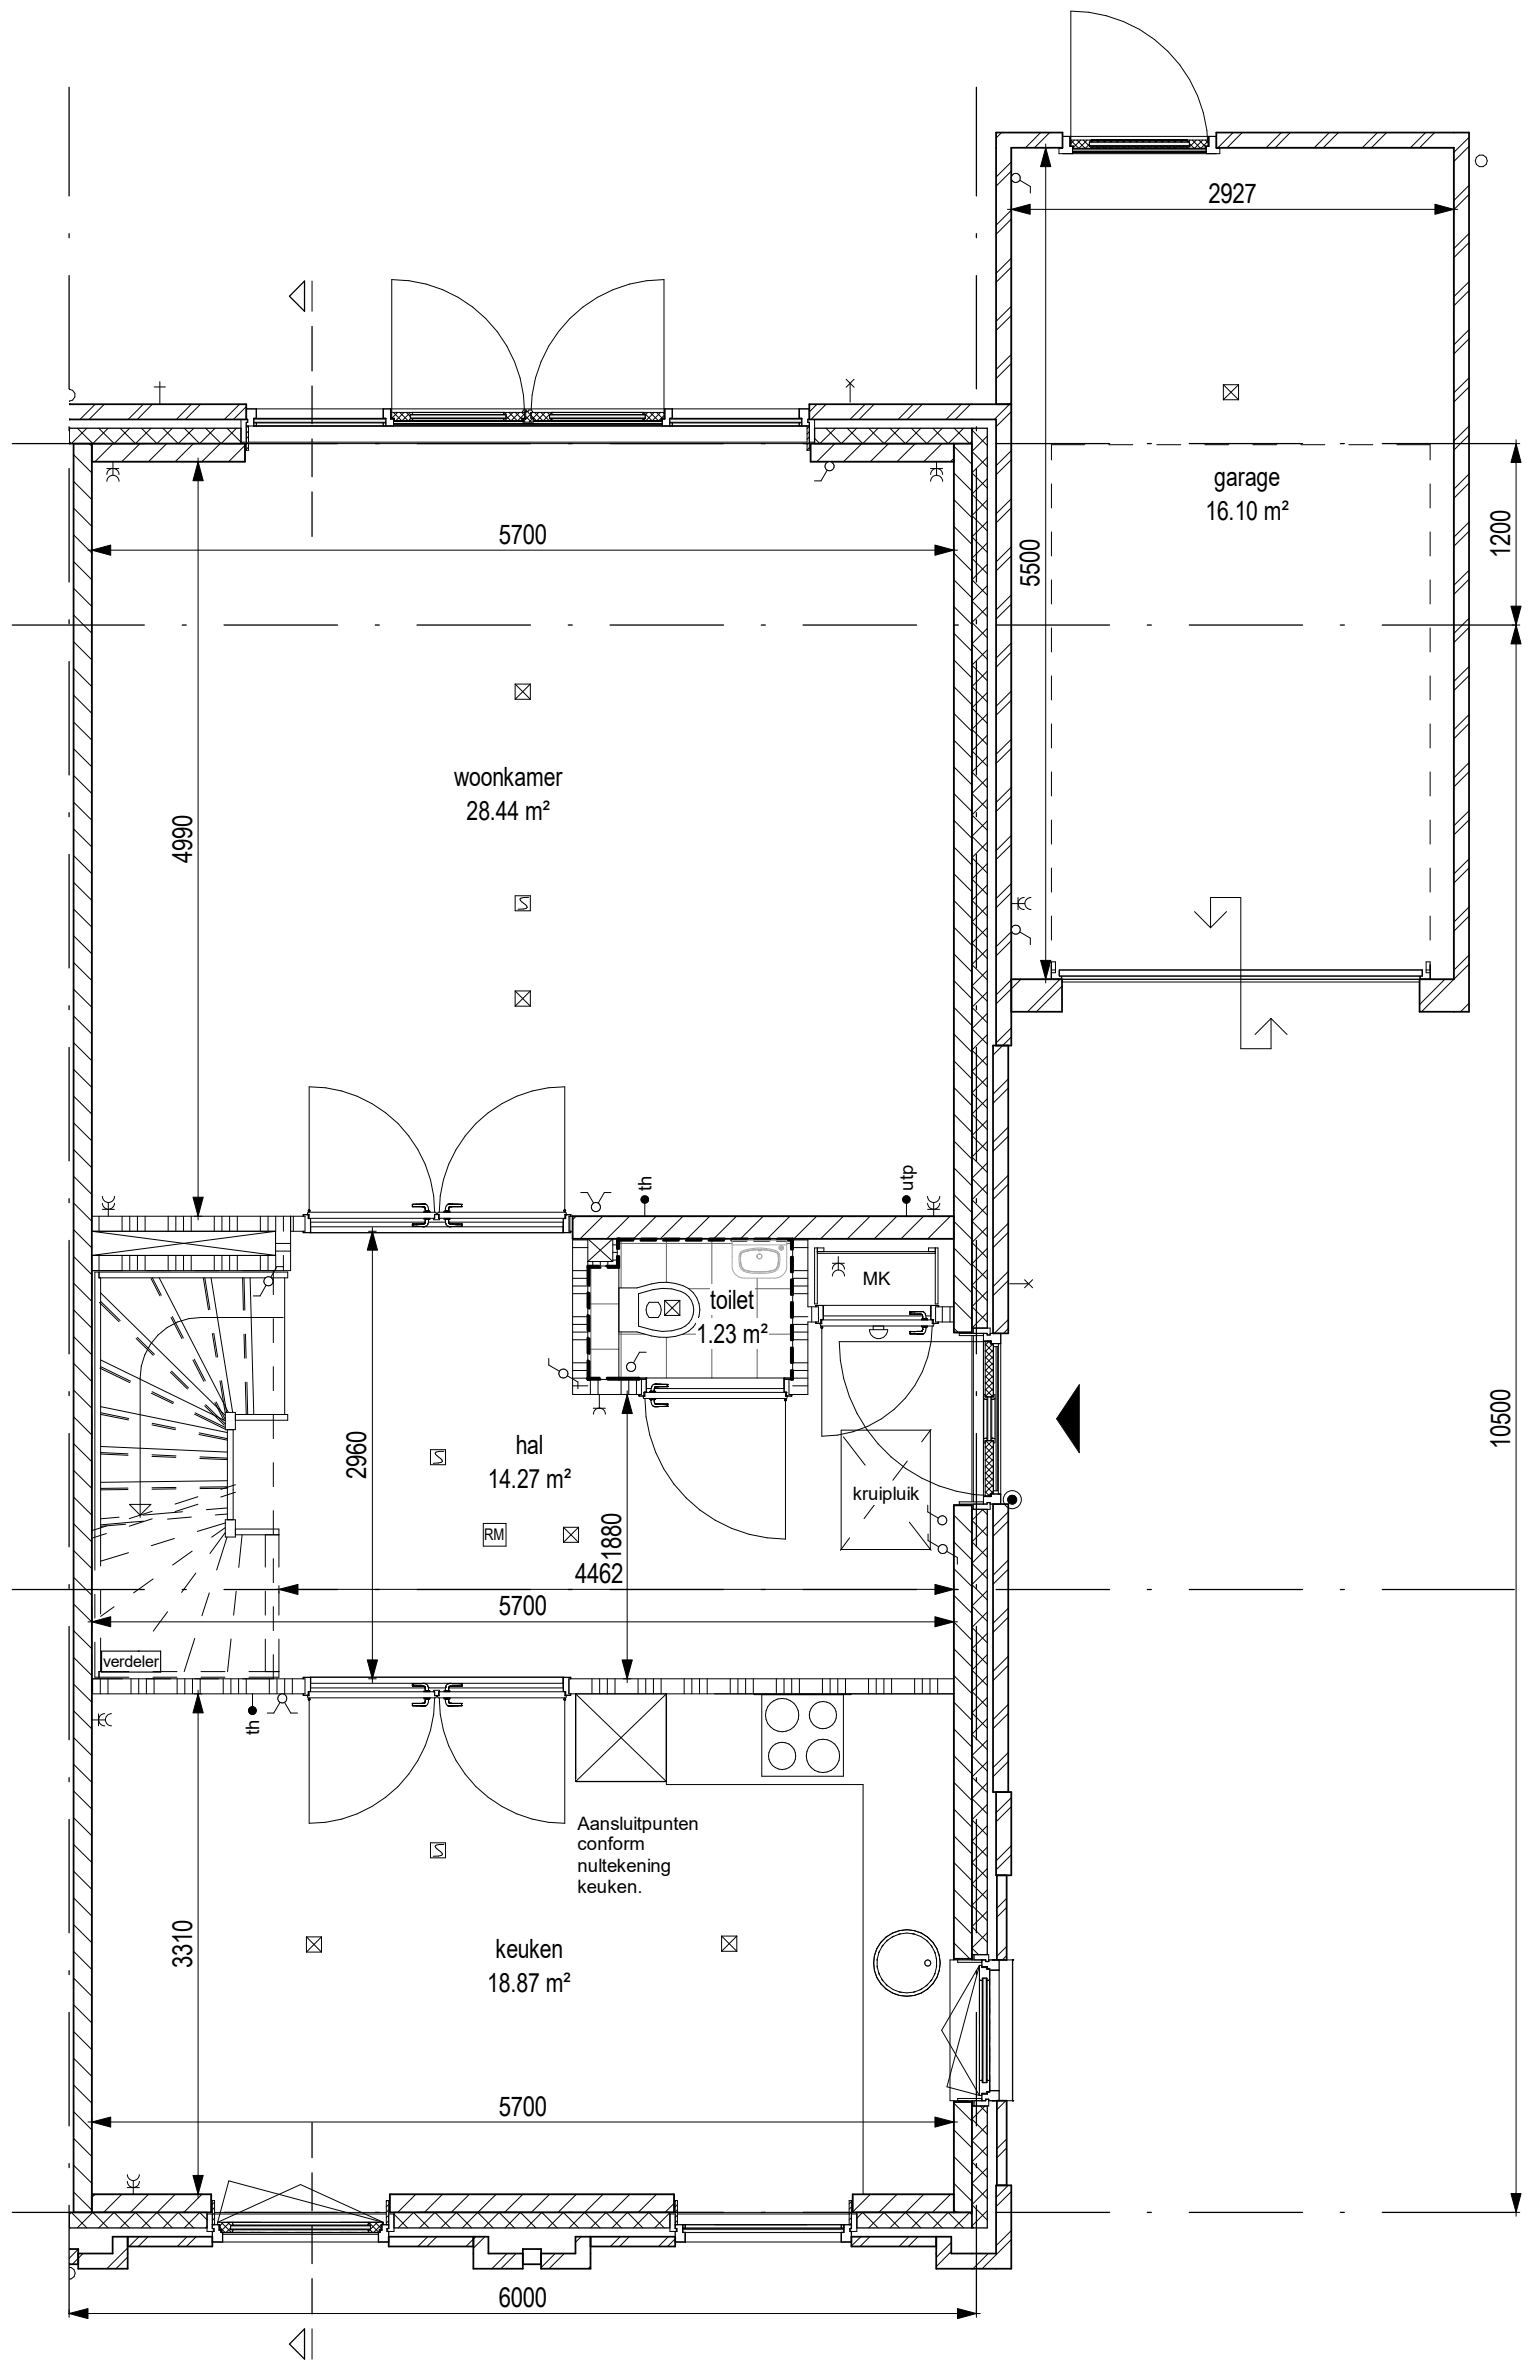 2927
garage
16.10 m²
5500
1200
5700
woonkamer
28.44 m²
4990
th
utp
MK
toilet
1.23 m²
10500
hal
14.27 m²
2960
kruipluik
RM
1880
4462
5700
verdeler
th
Aansluitpunten
conform
nultekening
keuken.
3310
keuken
18.87 m²
5700
6000